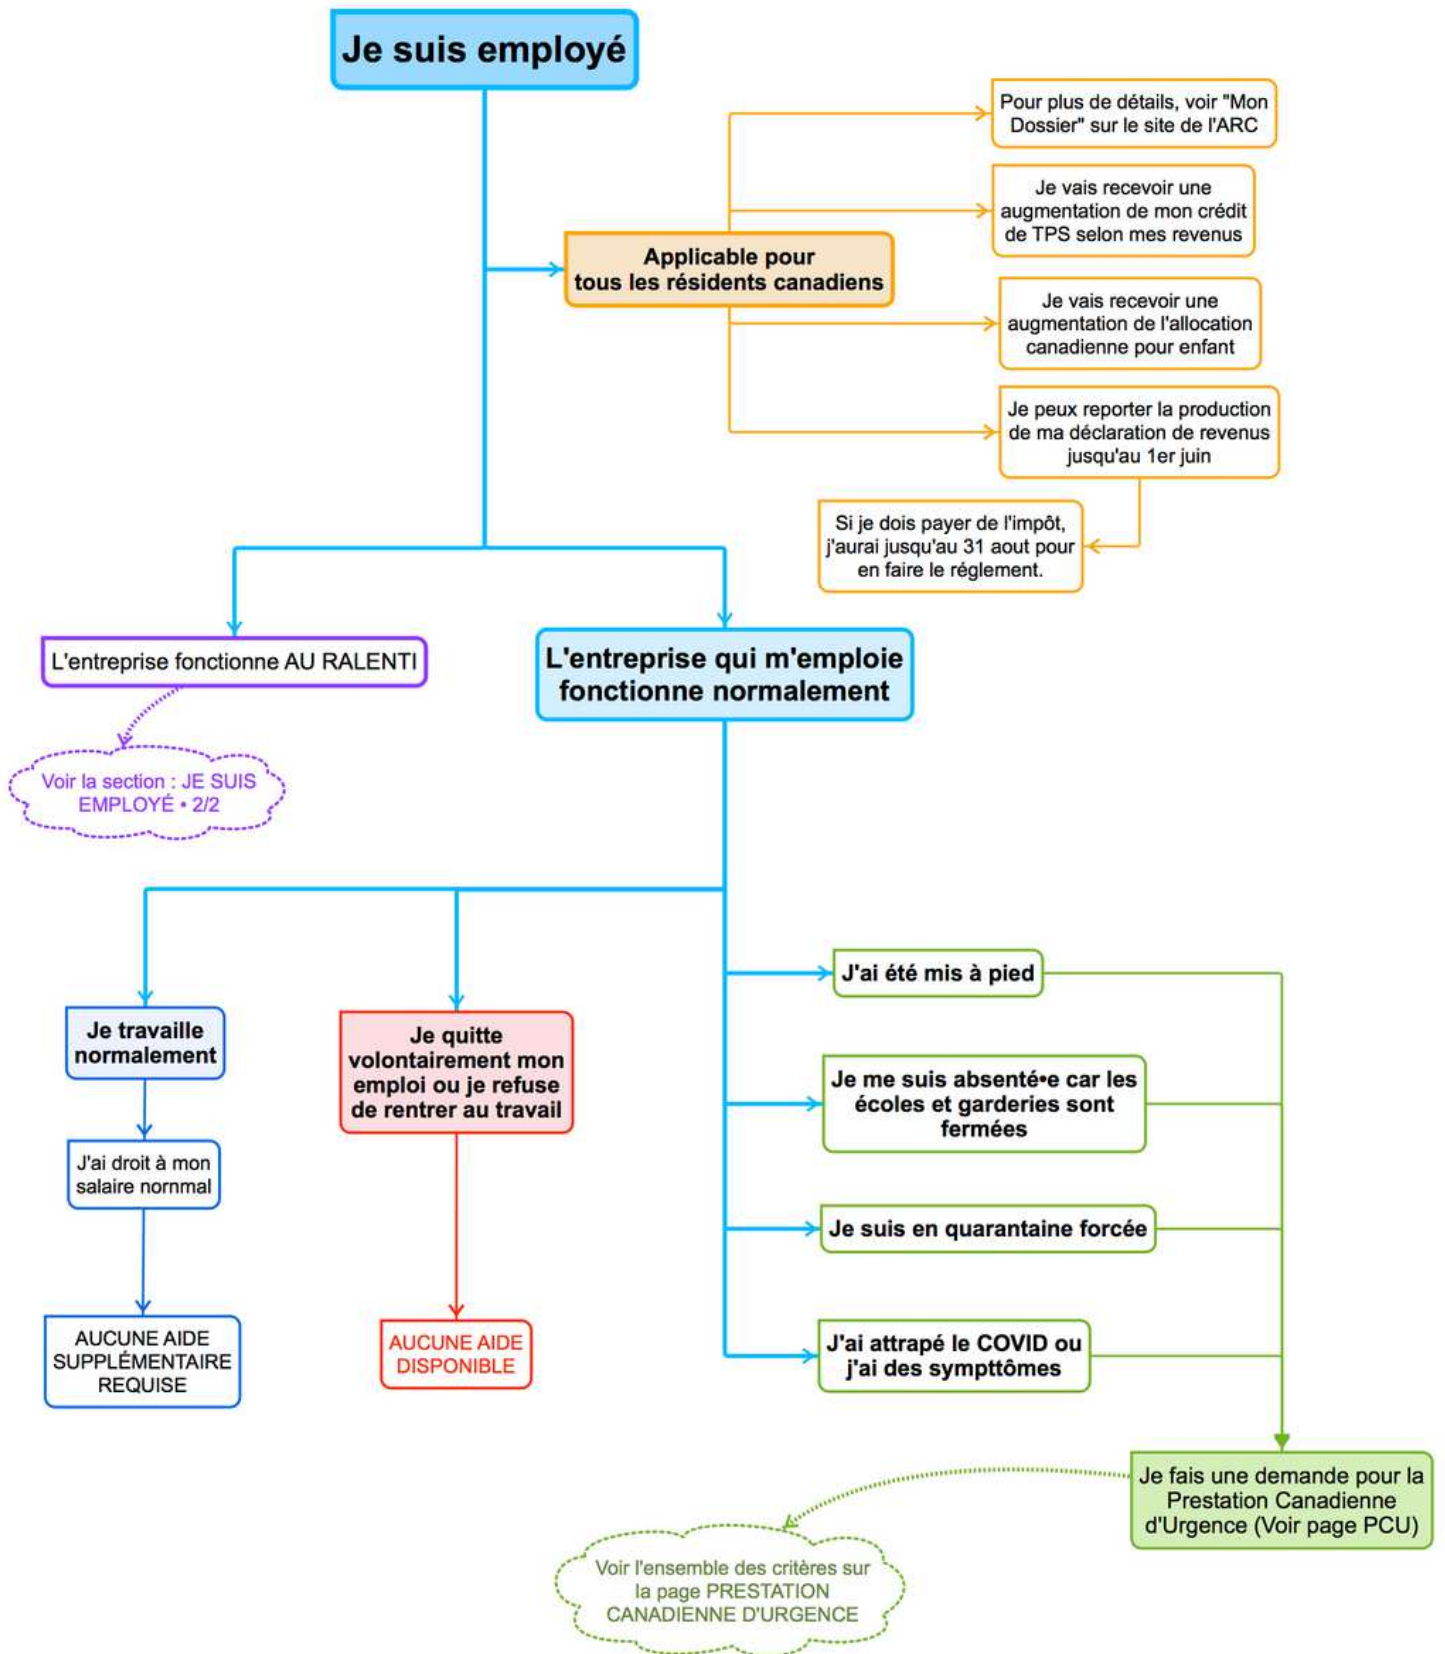 Je suis employé
Pour plus de détails, voir "Mon
Dossier" sur le site de l'ARC
Je vais recevoir une
augmentation de mon crédit
de TPS selon mes revenus
Applicable pour
tous les résidents canadiens
Je vais recevoir une
augmentation de l'allocation
canadienne pour enfant
Je peux reporter la production
de ma déclaration de revenus
jusqu'au 1er juin
Si je dois payer de l'impôt,
j'aurai jusqu'au 31 aout pour
en faire le réglement.
L'entreprise fonctionne AU RALENTI
L'entreprise qui m'emploie
fonctionne normalement
Voir la section : JE SUIS
EMPLOYÉ • 2/2
J'ai été mis à pied
Je travaille
normalement
Je quitte
volontairement mon
emploi ou je refuse
de rentrer au travail
Je me suis absenté•e car les
écoles et garderies sont
fermées
J'ai droit à mon
salaire nornmal
Je suis en quarantaine forcée
AUCUNE AIDE
SUPPLÉMENTAIRE
REQUISE
AUCUNE AIDE
DISPONIBLE
J'ai attrapé le COVID ou
j'ai des sympttômes
Je fais une demande pour la
Prestation Canadienne
d'Urgence (Voir page PCU)
Voir l'ensemble des critères sur
la page PRESTATION
CANADIENNE D'URGENCE